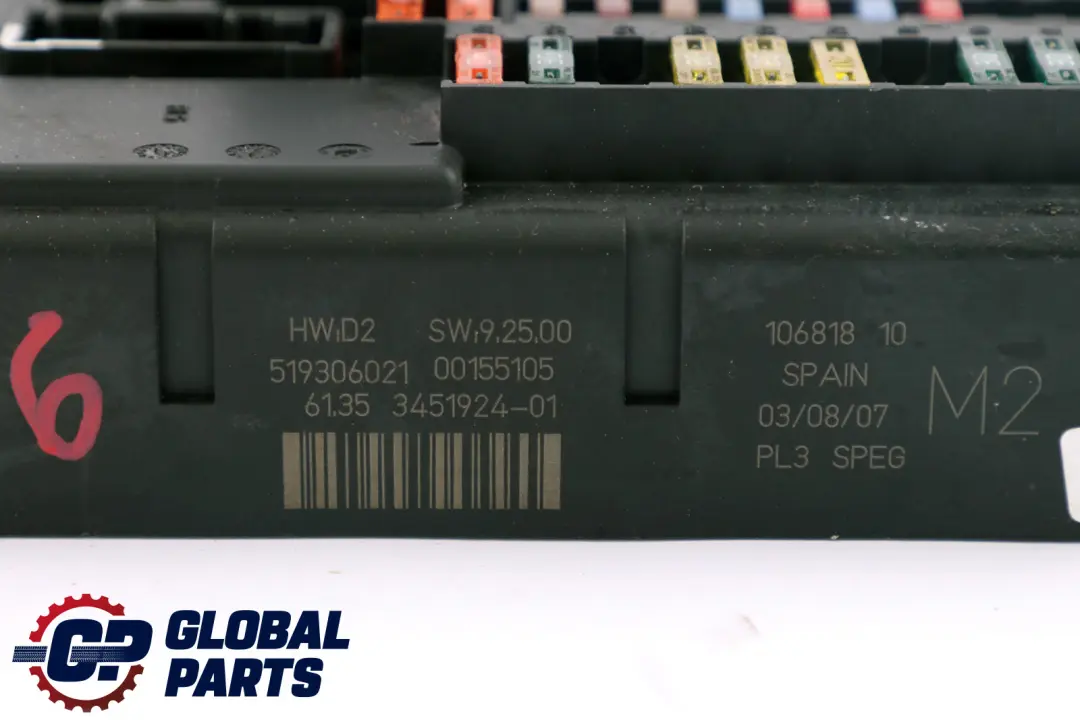 HW:D2 SW:9.25.00
519306021 00155105
61.35 3451924-01
106818 10
SPAIN
03/08/07
PL3 SPEG
M2
6
GP GLOBAL
PARTS